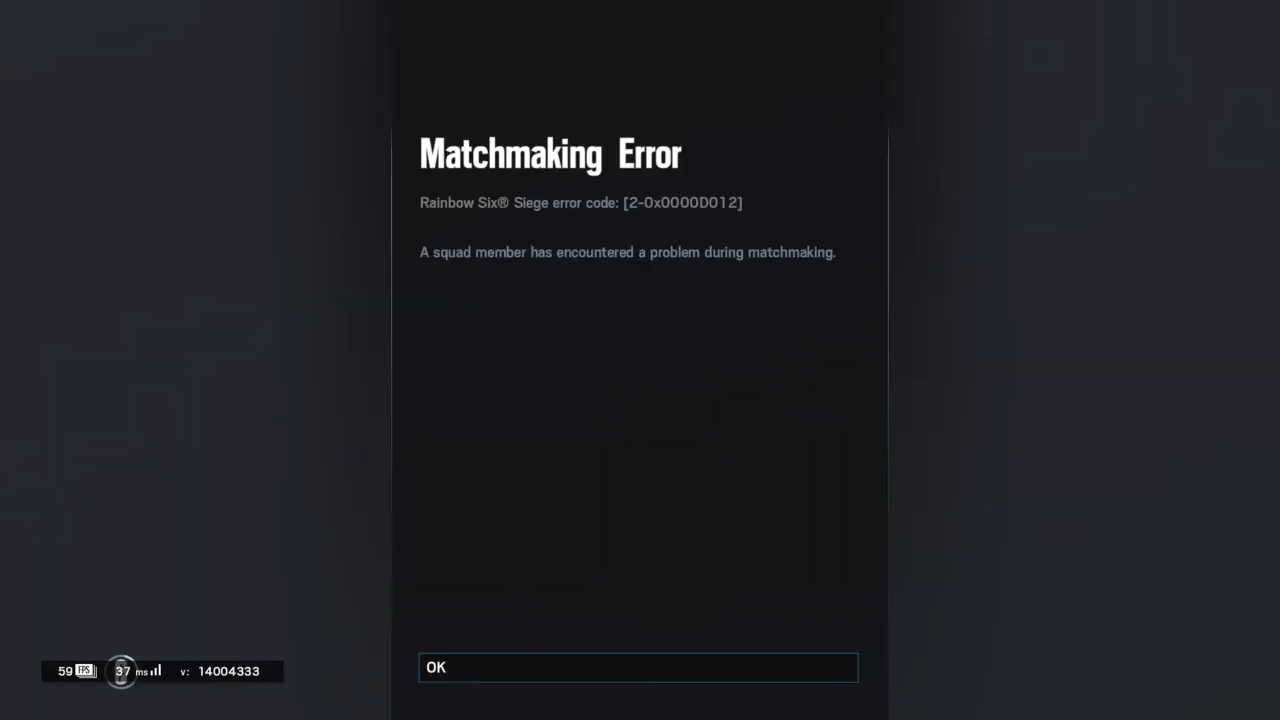 Matchmaking Error
Rainbow Six® Siege error code: [2-0x0000D012]
A squad member has encountered a problem during matchmaking.
OK
59 FPS 37 ms v: 14004333